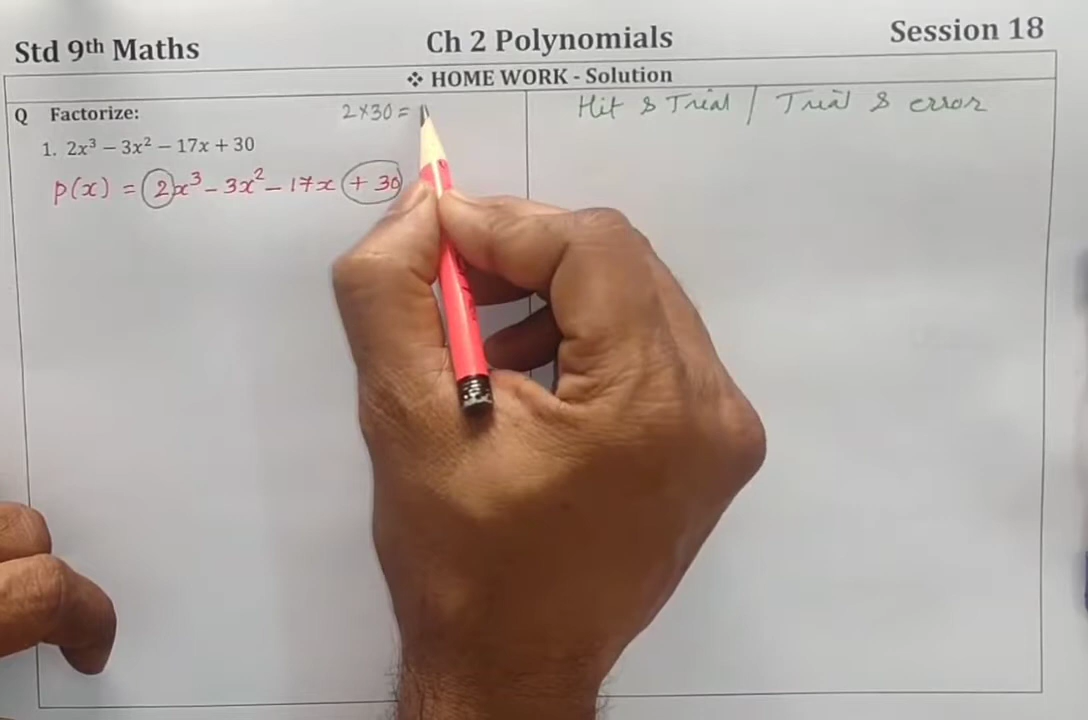 Std 9th Maths
Ch 2 Polynomials
Session 18
❖ HOME WORK - Solution
Q Factorize:
2×30 =
1. 2x³ – 3x² – 17x + 30
p(x) = 2x³ – 3x² – 17x + 30
Hit & Trial / Trial & error